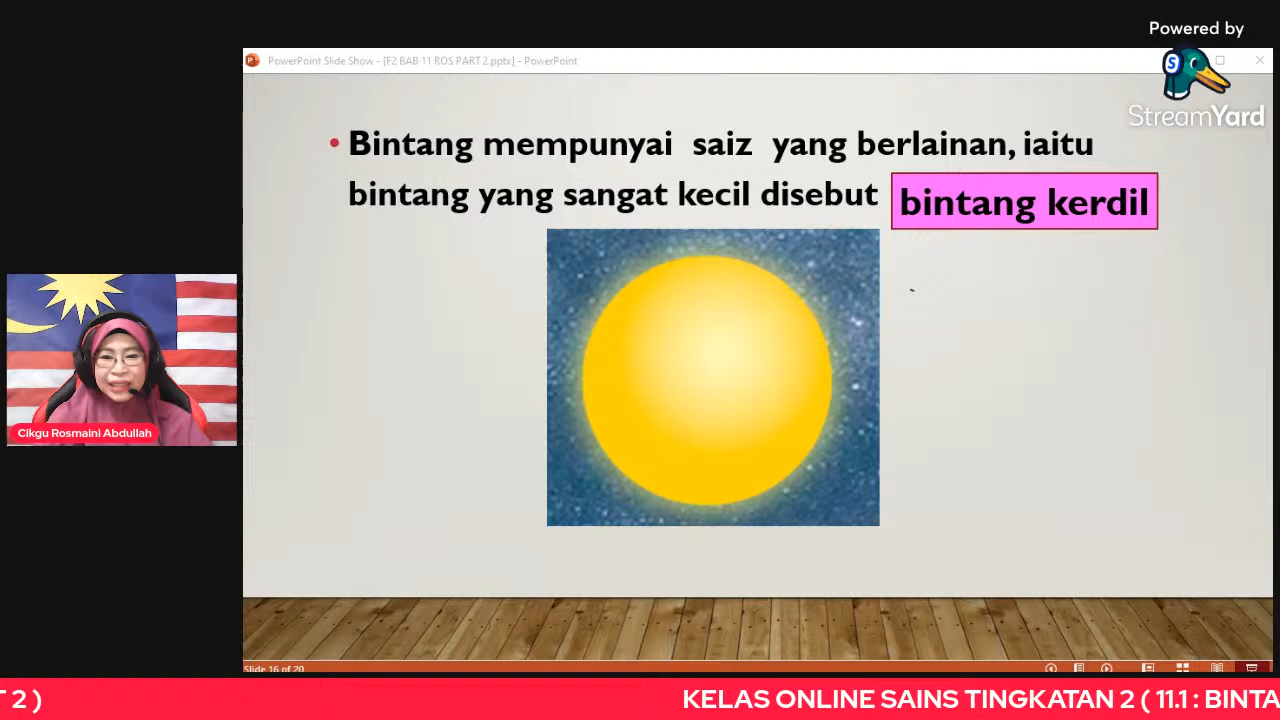 Powered by
PowerPoint Slide Show - [F2 BAB 11 ROS PART 2.pptx] - PowerPoint
StreamYard
• Bintang mempunyai saiz yang berlainan, iaitu
bintang yang sangat kecil disebut bintang kerdil
Cikgu Rosmaini Abdullah
Slide 16 of 20
T 2 ) KELAS ONLINE SAINS TINGKATAN 2 ( 11.1 : BINTA